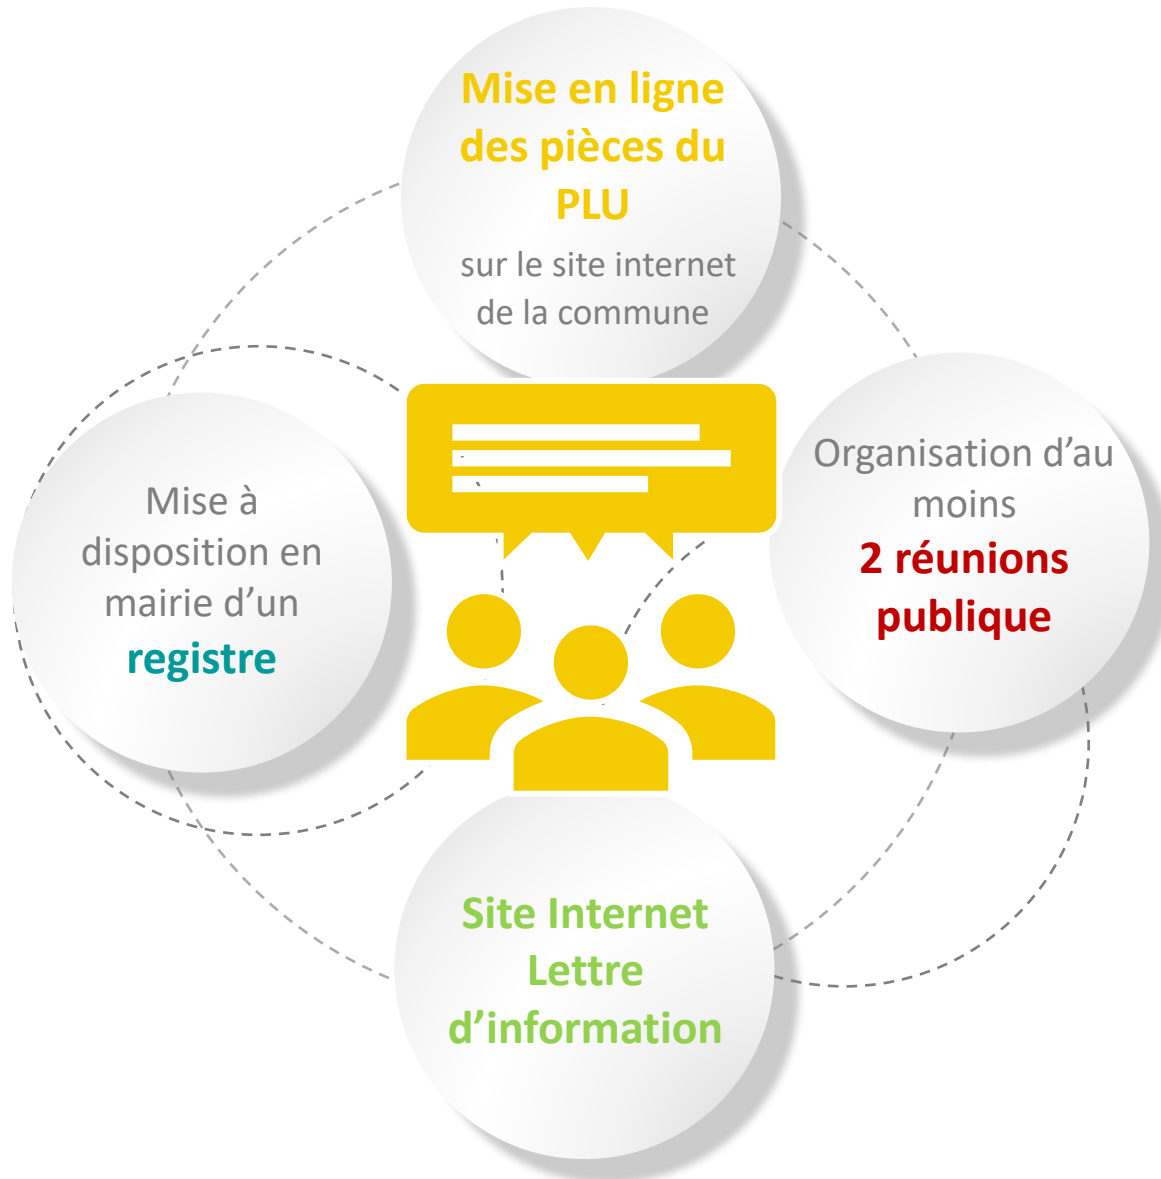 Mise en ligne
des pièces du
PLU
sur le site internet
de la commune
Mise à
disposition en
mairie d’un
registre
Organisation d’au
moins
2 réunions
publique
Site Internet
Lettre
d’information